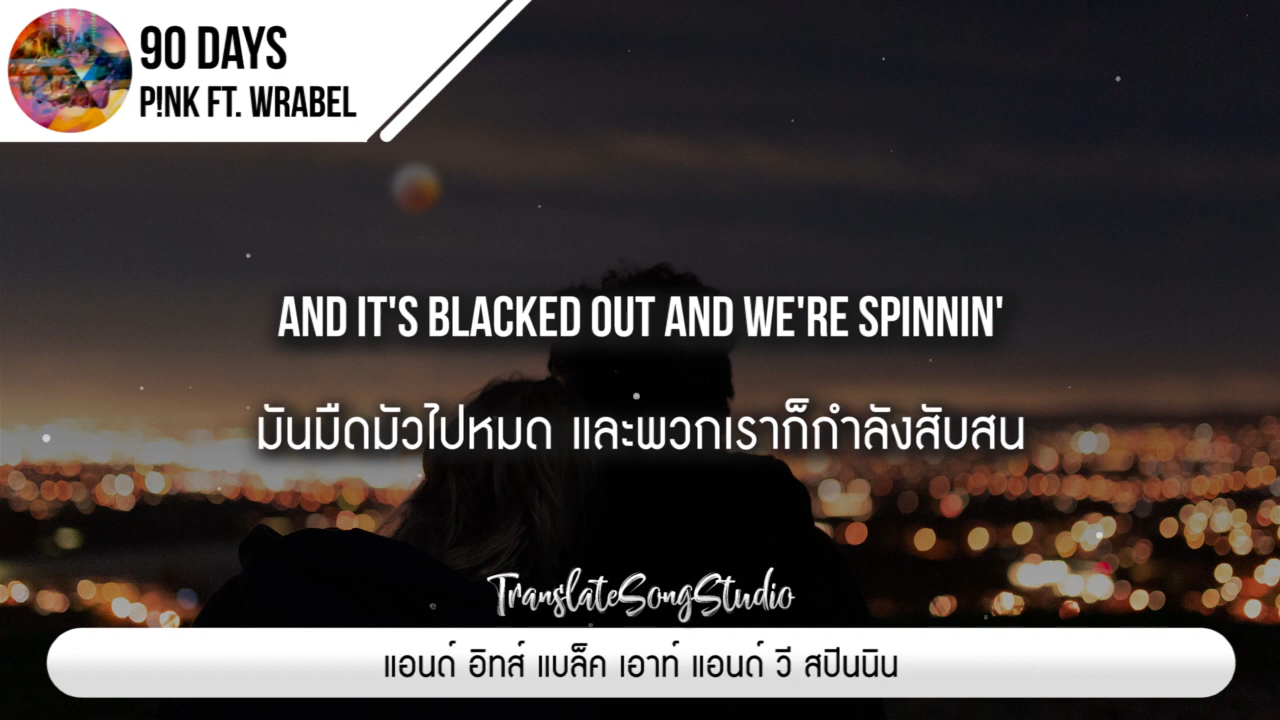 90 DAYS
P!NK FT. WRABEL
AND IT'S BLACKED OUT AND WE'RE SPINNIN'
มันมืดมัวไปหมด และพวกเราก็กำลังสับสน
TranslateSongStudio
แอนด์ อิทส์ แบล็ค เอาท์ แอนด์ วี สปินนิน